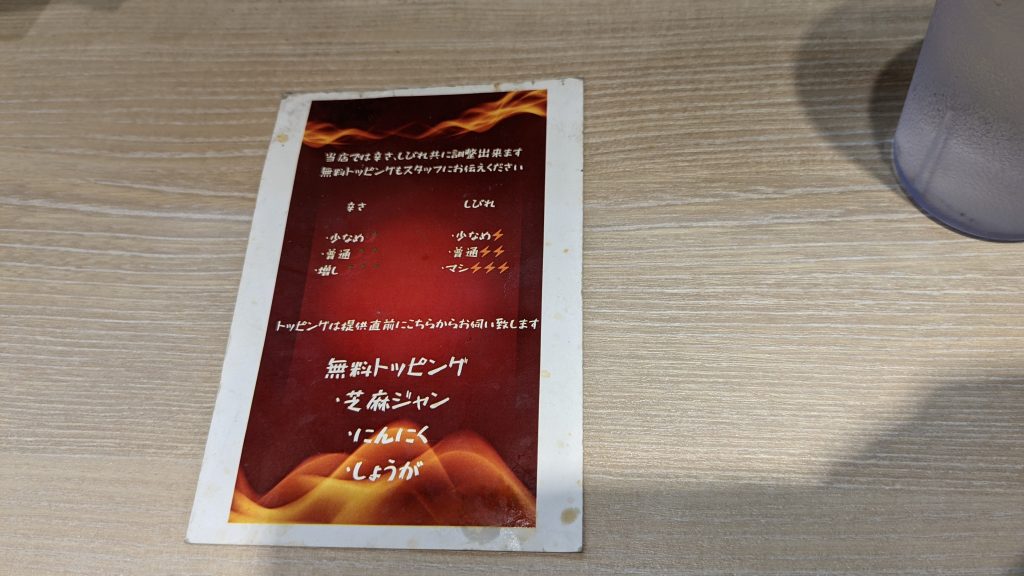 当店では辛さ、しびれ共に調整出来ます
無料トッピングもスタッフにお伝えください
辛さ
しびれ
・少なめ
・少なめ
・普通
・普通
・増し
・マシ
トッピングは提供直前にこちらからお伺い致します
無料トッピング
・芝麻ジャン
・にんにく
・しょうが